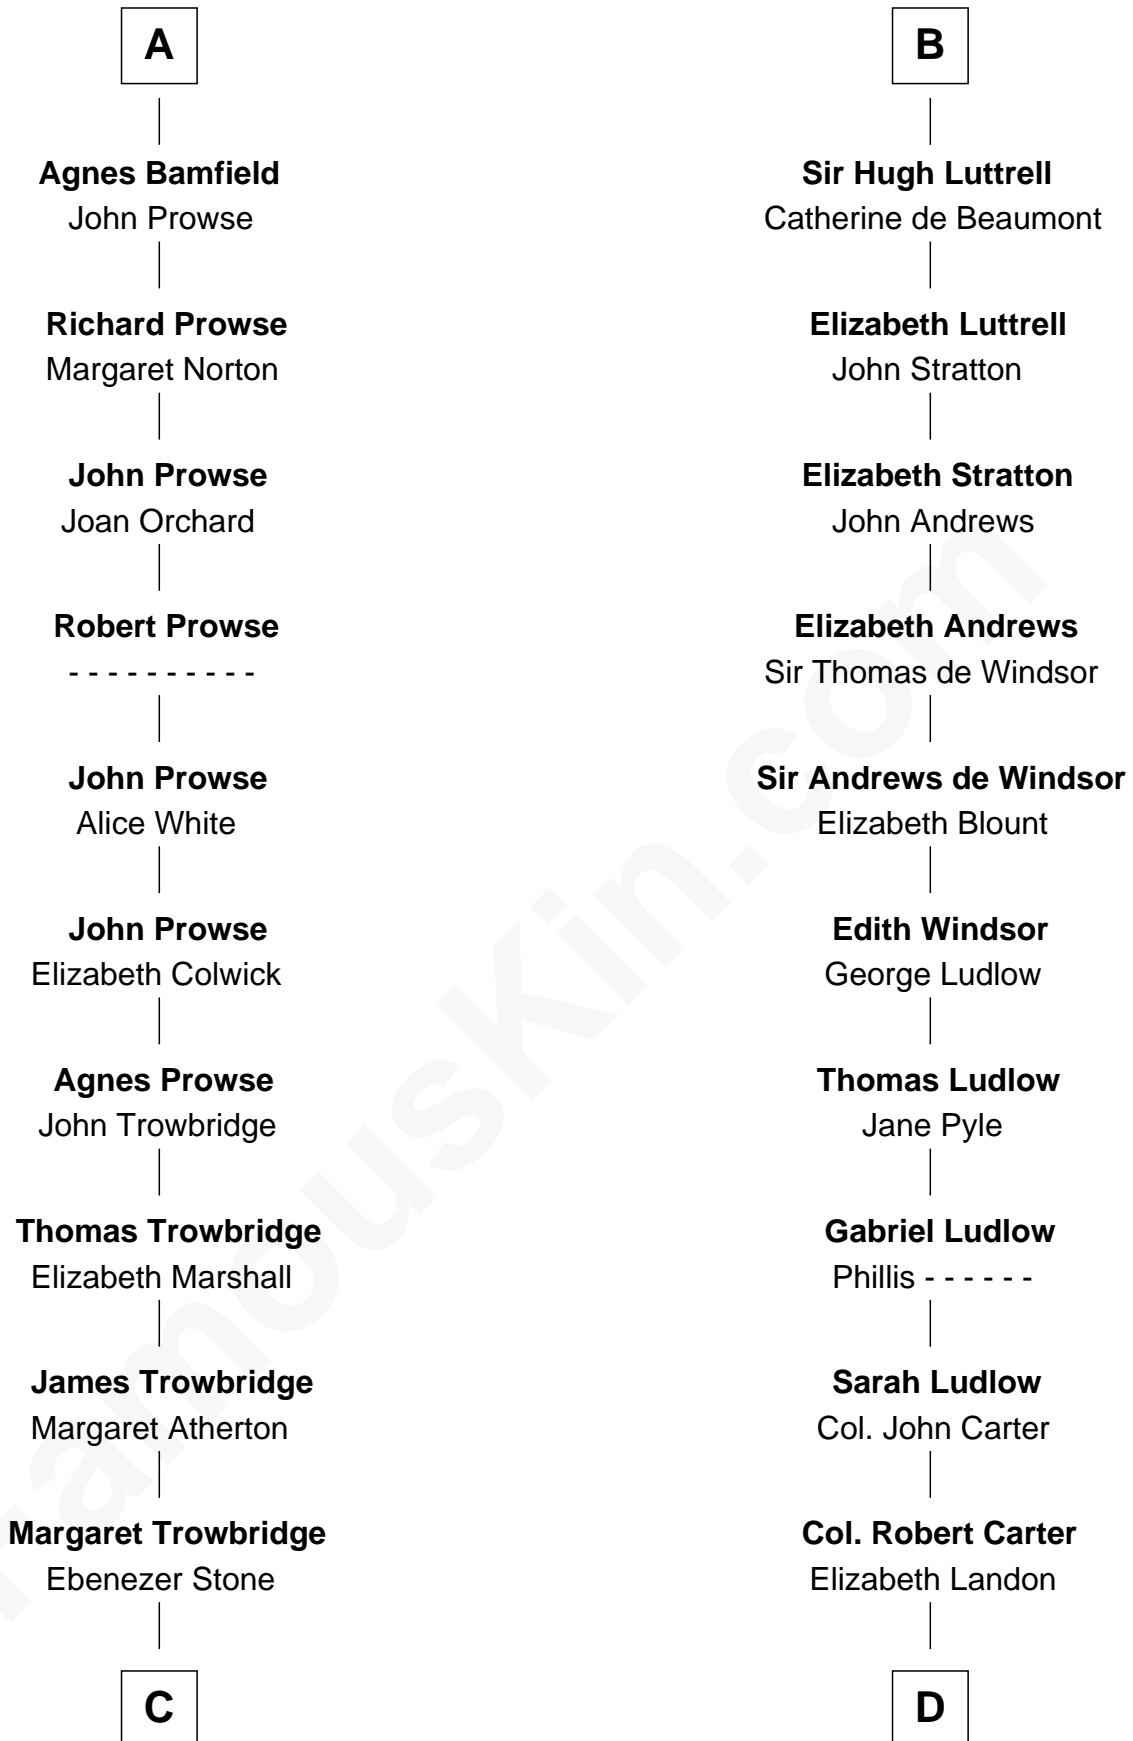 A
Agnes Bamfield
John Prowse
Richard Prowse
Margaret Norton
John Prowse
Joan Orchard
Robert Prowse
- - - - - - - - - -
John Prowse
Alice White
John Prowse
Elizabeth Colwick
Agnes Prowse
John Trowbridge
Thomas Trowbridge
Elizabeth Marshall
James Trowbridge
Margaret Atherton
Margaret Trowbridge
Ebenezer Stone
C
B
Sir Hugh Luttrell
Catherine de Beaumont
Elizabeth Luttrell
John Stratton
Elizabeth Stratton
John Andrews
Elizabeth Andrews
Sir Thomas de Windsor
Sir Andrews de Windsor
Elizabeth Blount
Edith Windsor
George Ludlow
Thomas Ludlow
Jane Pyle
Gabriel Ludlow
Phillis - - - - - -
Sarah Ludlow
Col. John Carter
Col. Robert Carter
Elizabeth Landon
D
FamousKin.com